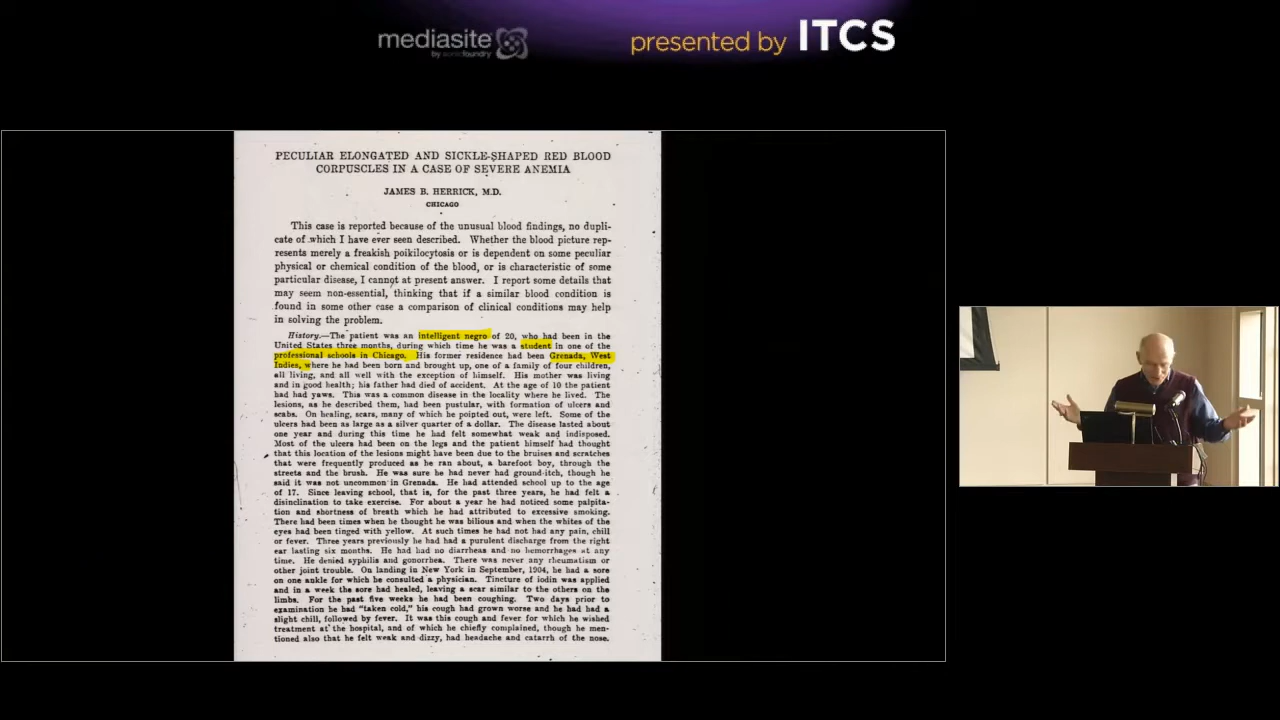 mediasite
by sonicfoundry
presented by ITCS
PECULIAR ELONGATED AND SICKLE-SHAPED RED BLOOD
CORPUSCLES IN A CASE OF SEVERE ANEMIA
JAMES B. HERRICK, M.D.
CHICAGO
This case is reported because of the unusual blood findings, no dupli-
cate of which I have ever seen described. Whether the blood picture rep-
resents merely a freakish poikilocytosis or is dependent on some peculiar
physical or chemical condition of the blood, or is characteristic of some
particular disease, I cannot at present answer. I report some details that
may seem non-essential, thinking that if a similar blood condition is
found in some other case a comparison of clinical conditions may help
in solving the problem.
History.—The patient was an intelligent negro of 20, who had been in the
United States three months, during which time he was a student in one of the
professional schools in Chicago. His former residence had been Grenada, West
Indies, where he had been born and brought up, one of a family of four children,
all living, and all well with the exception of himself. His mother was living
and in good health; his father had died of accident. At the age of 10 the patient
had had yaws. This was a common disease in the locality where he lived. The
lesions, as he described them, had been pustular, with formation of ulcers and
scabs. On healing, scars, many of which he pointed out, were left. Some of the
ulcers had been as large as a silver quarter of a dollar. The disease lasted about
one year and during this time he had felt somewhat weak and indisposed.
Most of the ulcers had been on the legs and the patient himself had thought
that this location of the lesions might have been due to the bruises and scratches
that were frequently produced as he ran about, a barefoot boy, through the
streets and the brush. He was sure he had never had ground-itch, though he
said it was not uncommon in Grenada. He had attended school up to the age
of 17. Since leaving school, that is, for the past three years, he had felt a
disinclination to take exercise. For about a year he had noticed some palpita-
tion and shortness of breath which he had attributed to excessive smoking.
There had been times when he thought he was bilious and when the whites of the
eyes had been tinged with yellow. At such times he had not had any pain, chill
or fever. Three years previously he had had a purulent discharge from the right
ear lasting six months. He had had no diarrheas and no hemorrhages at any
time. He denied syphilis and gonorrhea. There was never any rheumatism or
other joint trouble. On landing in New York in September, 1904, he had a sore
on one ankle for which he consulted a physician. Tincture of iodin was applied
and in a week the sore had healed, leaving a scar similar to the others on the
limbs. For the past five weeks he had been coughing. Two days prior to
examination he had "taken cold," his cough had grown worse and he had had a
slight chill, followed by fever. It was this cough and fever for which he wished
treatment at the hospital, and of which he chiefly complained, though he men-
tioned also that he felt weak and dizzy, had headache and catarrh of the nose.